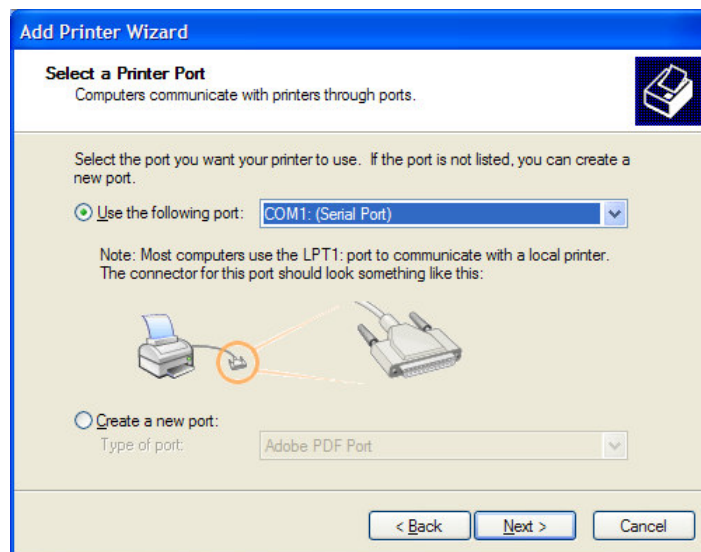 Add Printer Wizard
Select a Printer Port
Computers communicate with printers through ports.
Select the port you want your printer to use. If the port is not listed, you can create a
new port.
Use the following port: COM1: (Serial Port)
Note: Most computers use the LPT1: port to communicate with a local printer.
The connector for this port should look something like this:
Create a new port:
Type of port: Adobe PDF Port
< Back Next > Cancel